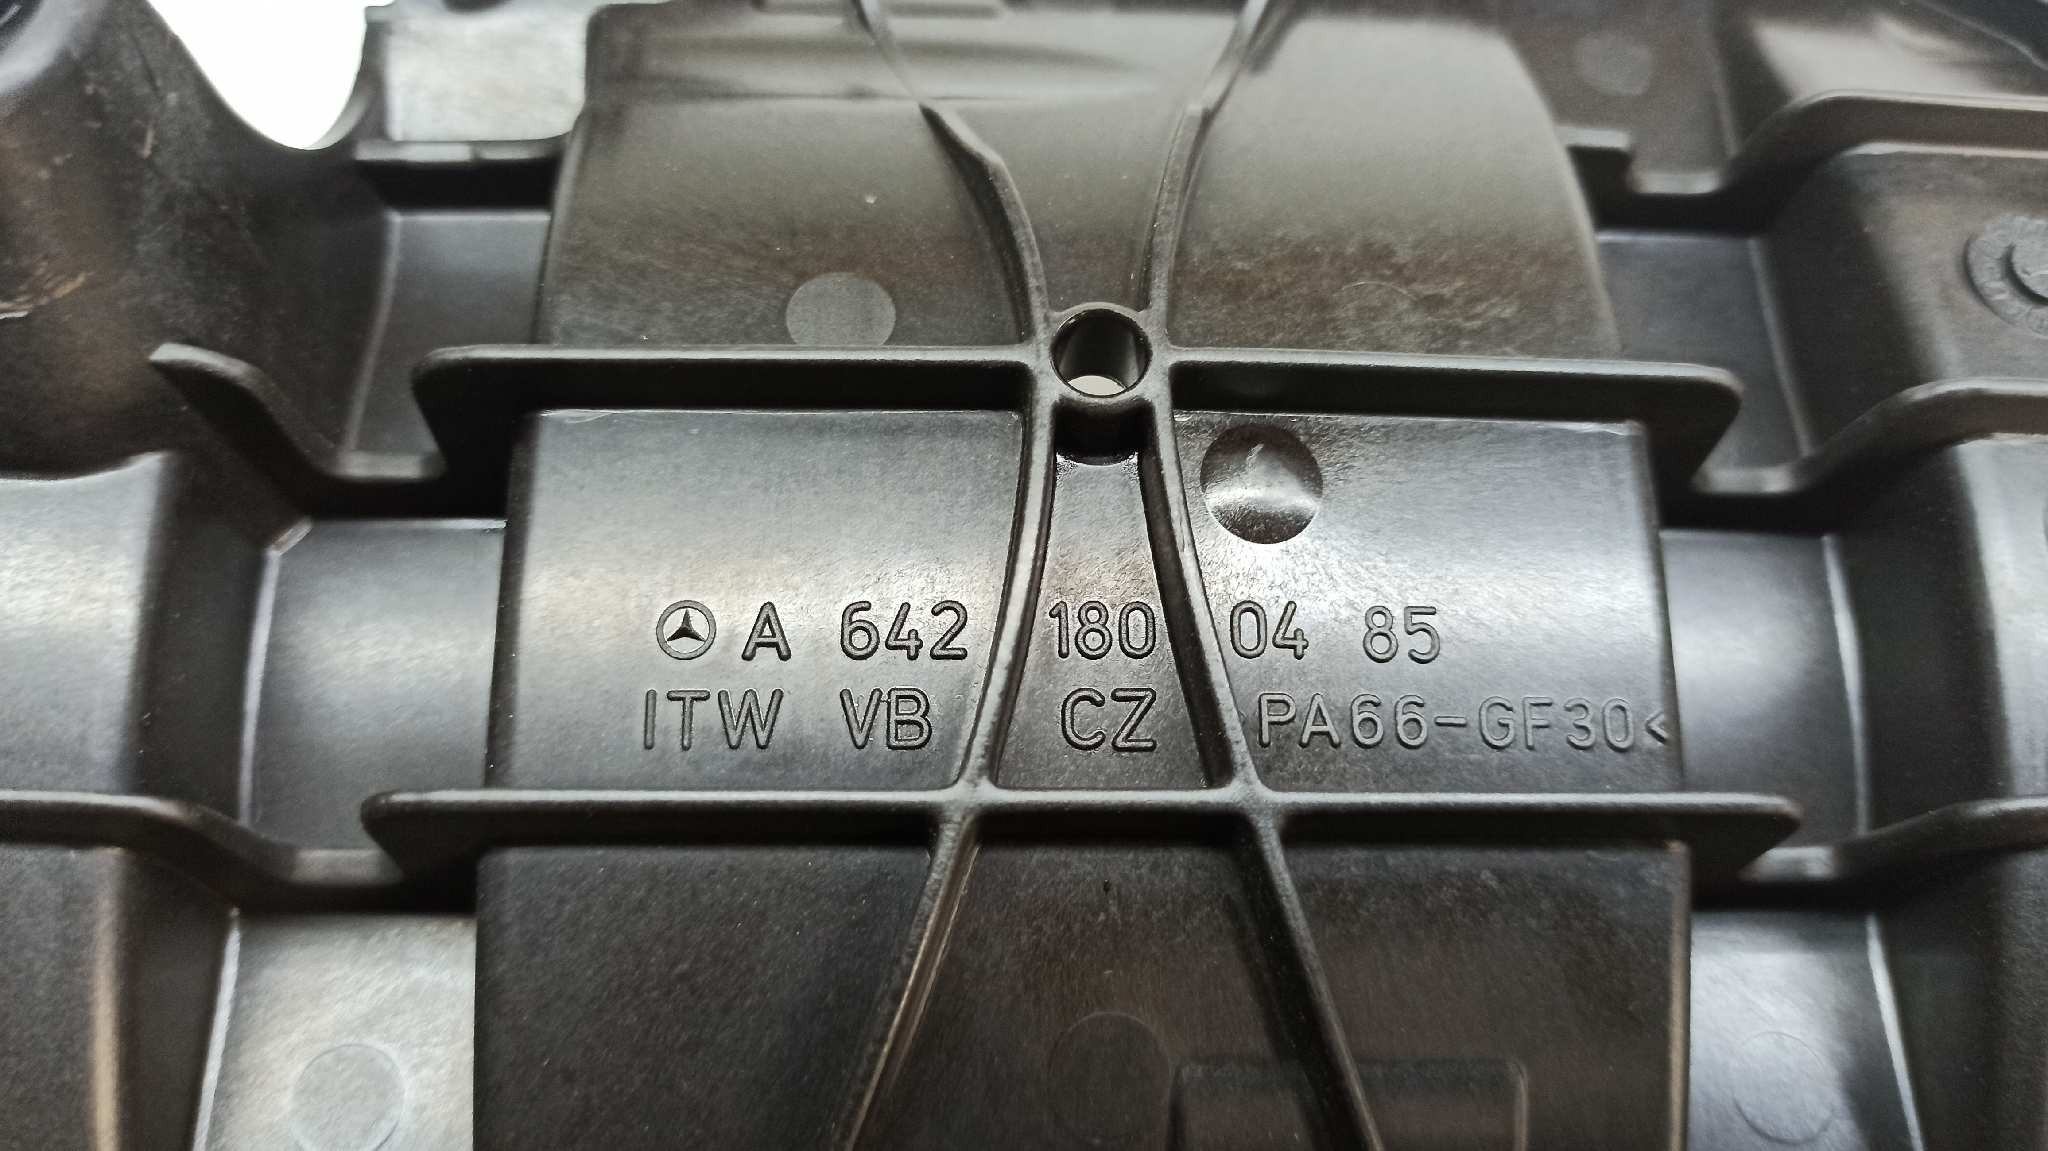 A 642 180 04 85
ITW VB CZ >PA66-GF30<